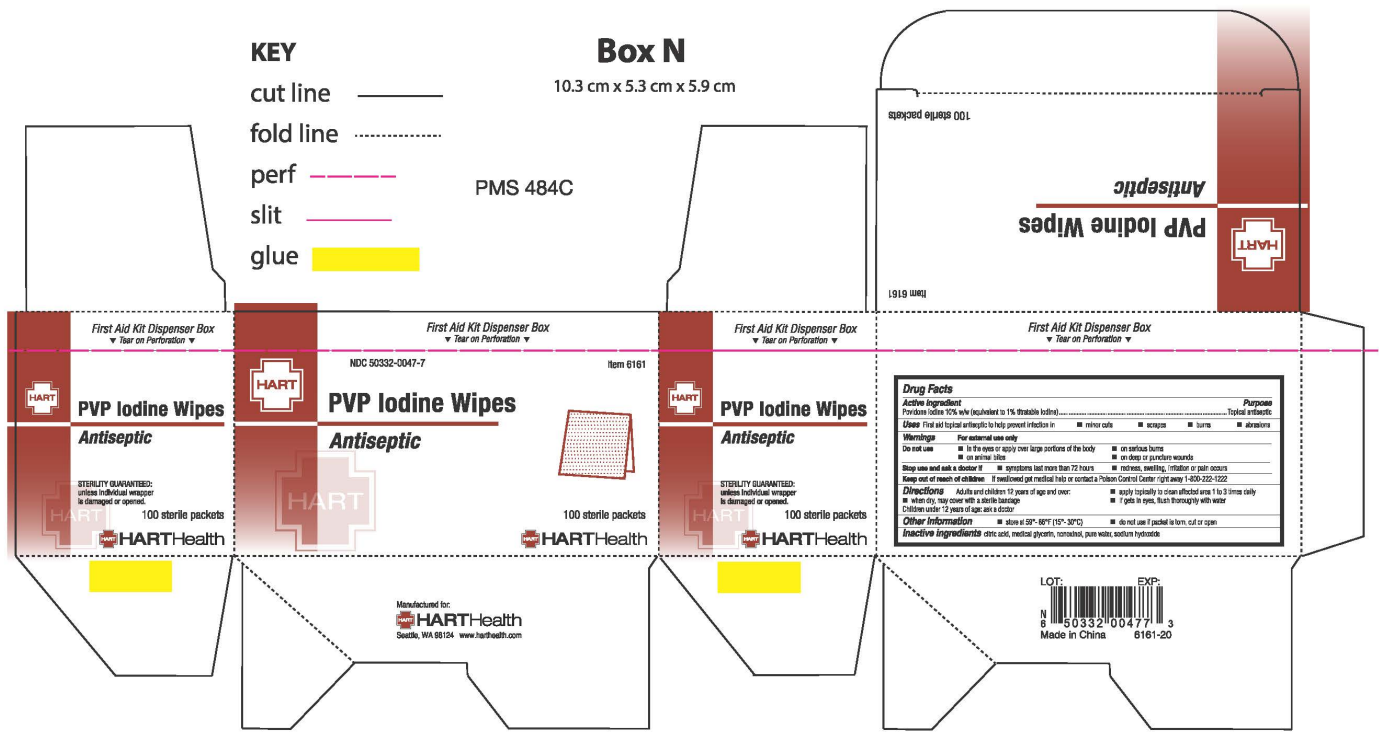 KEY
cut line
fold line
perf
slit
glue
Box N
10.3 cm x 5.3 cm x 5.9 cm
PMS 484C
100 sterile packets
Antiseptic
PVP Iodine Wipes
HART
Item 6161
First Aid Kit Dispenser Box
▼ Tear on Perforation ▼
HART
PVP Iodine Wipes
Antiseptic
STERILITY GUARANTEED:
unless individual wrapper
is damaged or opened.
100 sterile packets
HART HARTHealth
First Aid Kit Dispenser Box
▼ Tear on Perforation ▼
NDC 50332-0047-7 Item 6161
HART
PVP Iodine Wipes
Antiseptic
HART
100 sterile packets
HART HARTHealth
First Aid Kit Dispenser Box
▼ Tear on Perforation ▼
HART
PVP Iodine Wipes
Antiseptic
STERILITY GUARANTEED:
unless individual wrapper
is damaged or opened.
100 sterile packets
HART HARTHealth
First Aid Kit Dispenser Box
▼ Tear on Perforation ▼
Drug Facts
Active ingredient Purpose
Povidone Iodine 10% w/w (equivalent to 1% titratable Iodine)..........Topical antiseptic
Uses First aid topical antiseptic to help prevent infection in ■ minor cuts ■ scrapes ■ burns ■ abrasions
Warnings For external use only
Do not use ■ in the eyes or apply over large portions of the body ■ on serious burns
■ on animal bites ■ on deep or puncture wounds
Stop use and ask a doctor if ■ symptoms last more than 72 hours ■ redness, swelling, irritation or pain occurs
Keep out of reach of children If swallowed get medical help or contact a Poison Control Center right away 1-800-222-1222
Directions Adults and children 12 years of age and over: ■ apply topically to clean affected area 1 to 3 times daily
■ when dry, may cover with a sterile bandage ■ if gets in eyes, flush thoroughly with water
Children under 12 years of age: ask a doctor
Other information ■ store at 59°- 86°F (15°- 30°C) ■ do not use if packet is torn, cut or open
Inactive ingredients citric acid, medical glycerin, nonoxinol, pure water, sodium hydroxide
Manufactured for:
HART HARTHealth
Seattle, WA 98124 www.harthealth.com
LOT: EXP:
N
6 50332 00477 3
Made in China 6161-20